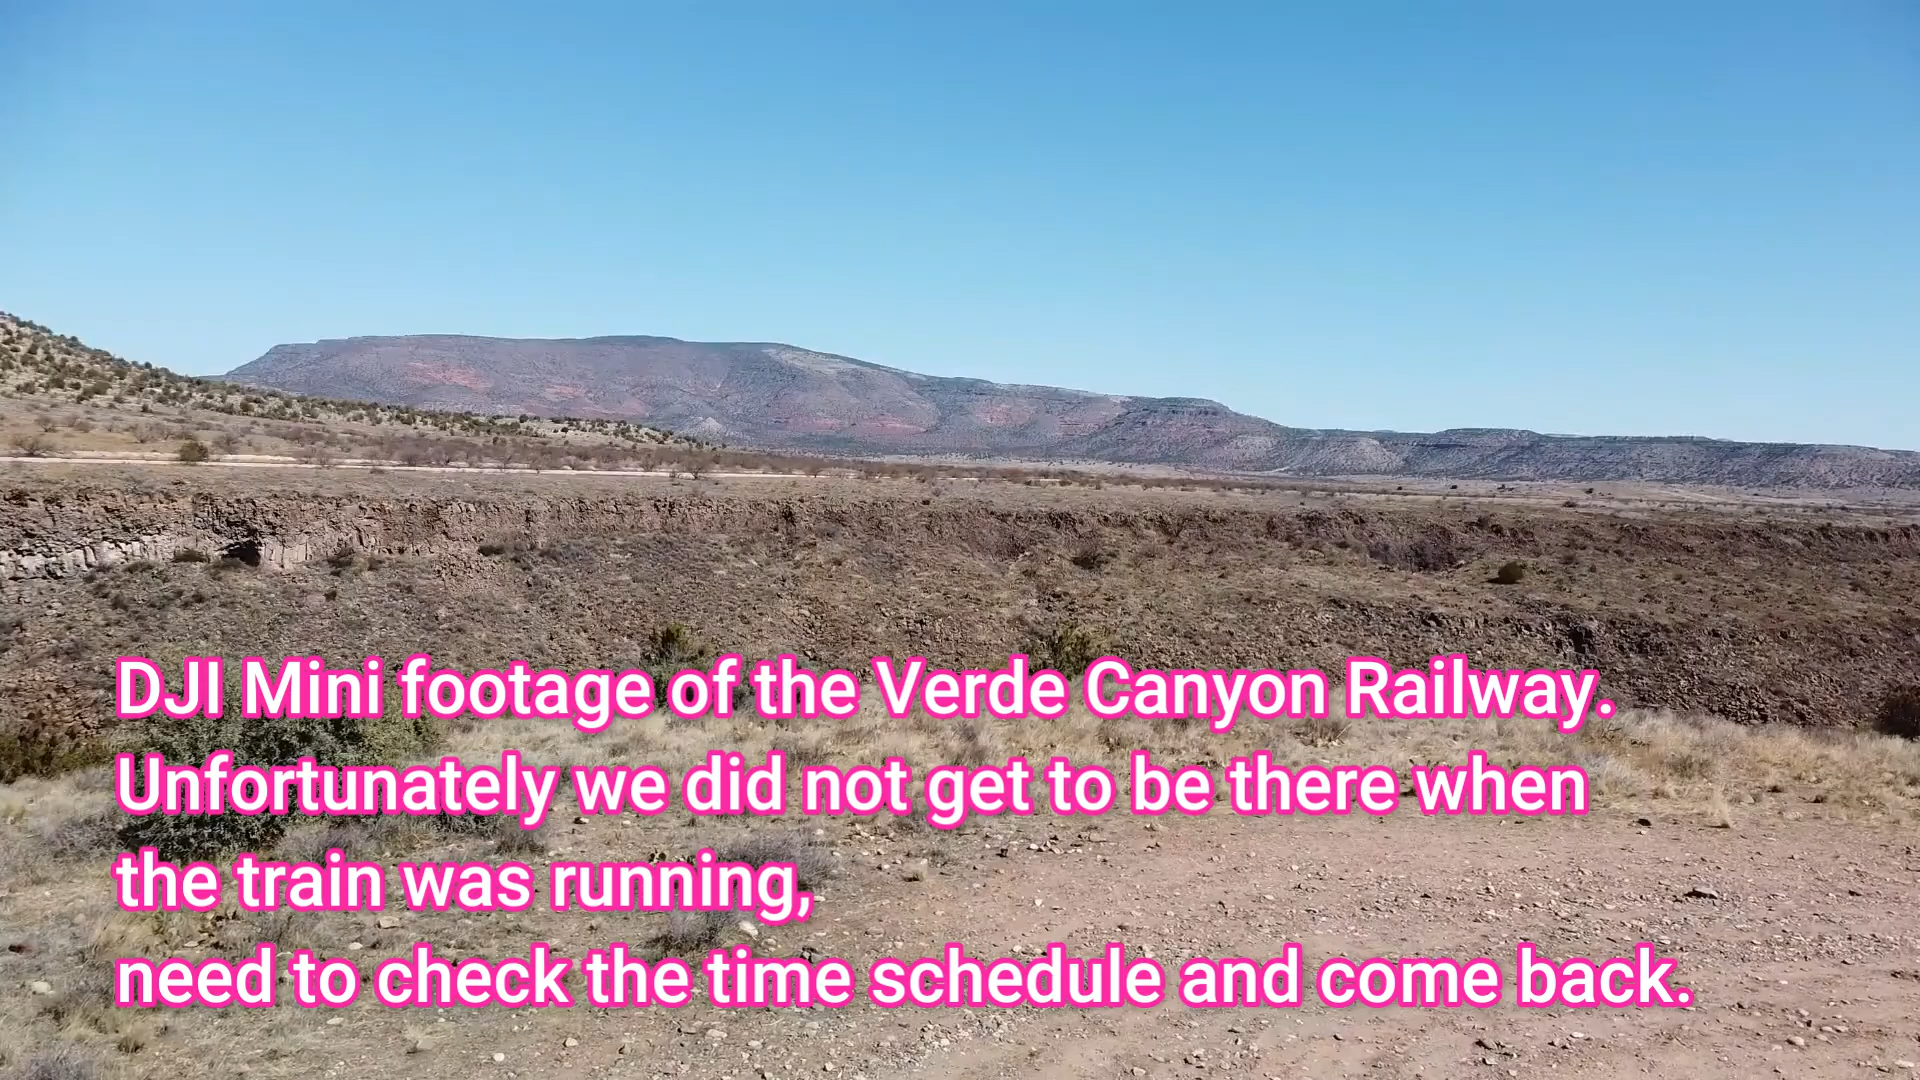 DJI Mini footage of the Verde Canyon Railway.
Unfortunately we did not get to be there when
the train was running,
need to check the time schedule and come back.